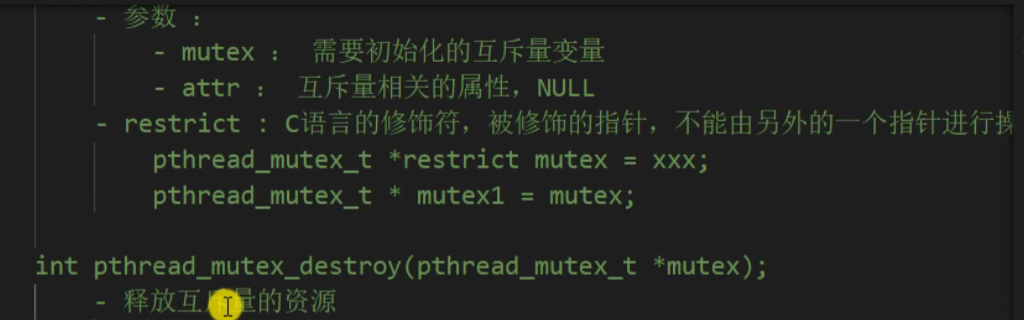 - 参数 :
- mutex : 需要初始化的互斥量变量
- attr : 互斥量相关的属性，NULL
- restrict : C语言的修饰符，被修饰的指针，不能由另外的一个指针进行操
pthread_mutex_t *restrict mutex = xxx;
pthread_mutex_t * mutex1 = mutex;
int pthread_mutex_destroy(pthread_mutex_t *mutex);
- 释放互斥量的资源